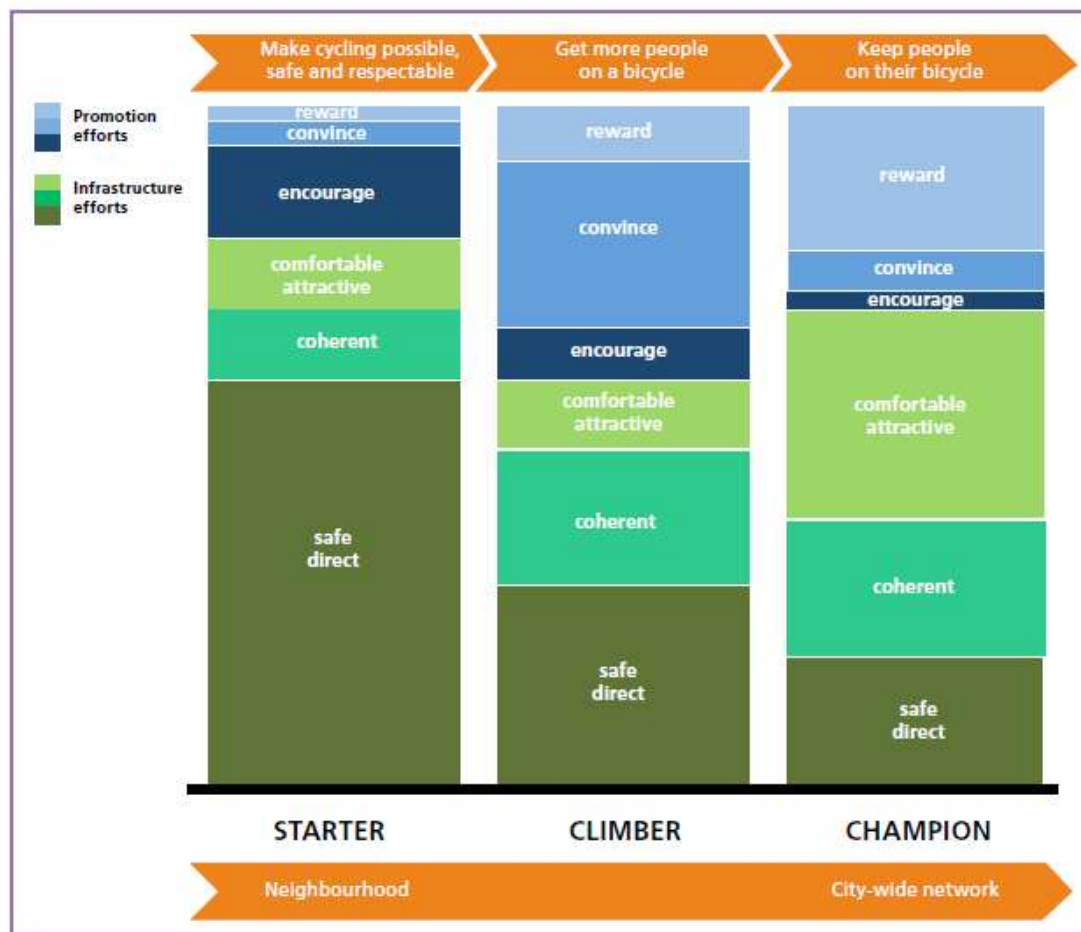 Make cycling possible,
safe and respectable
Get more people
on a bicycle
Keep people
on their bicycle
Promotion
efforts
Infrastructure
efforts
reward
convince
encourage
comfortable
attractive
coherent
safe
direct
reward
convince
encourage
comfortable
attractive
coherent
safe
direct
reward
convince
encourage
comfortable
attractive
coherent
safe
direct
STARTER
CLIMBER
CHAMPION
Neighbourhood
City-wide network